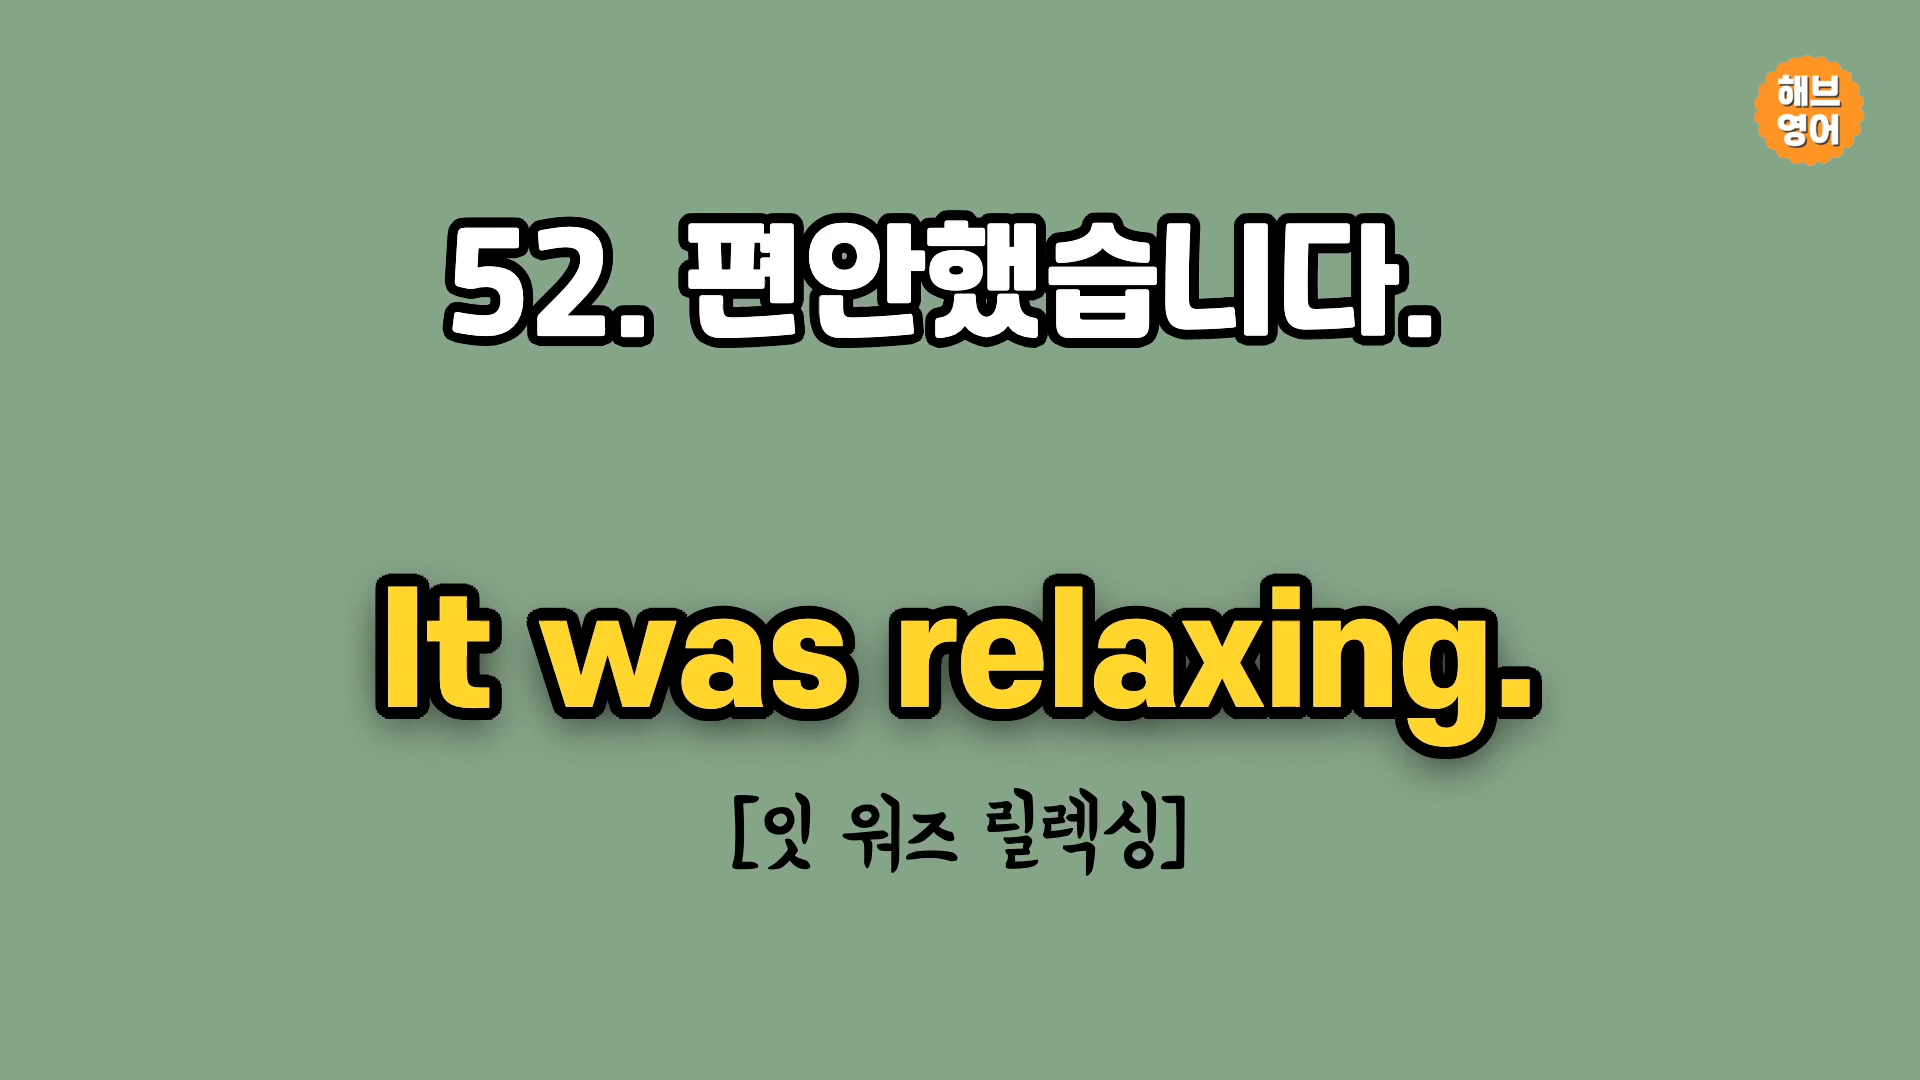 해브
영어
52. 편안했습니다.
It was relaxing.
[잇 워즈 릴렉싱]